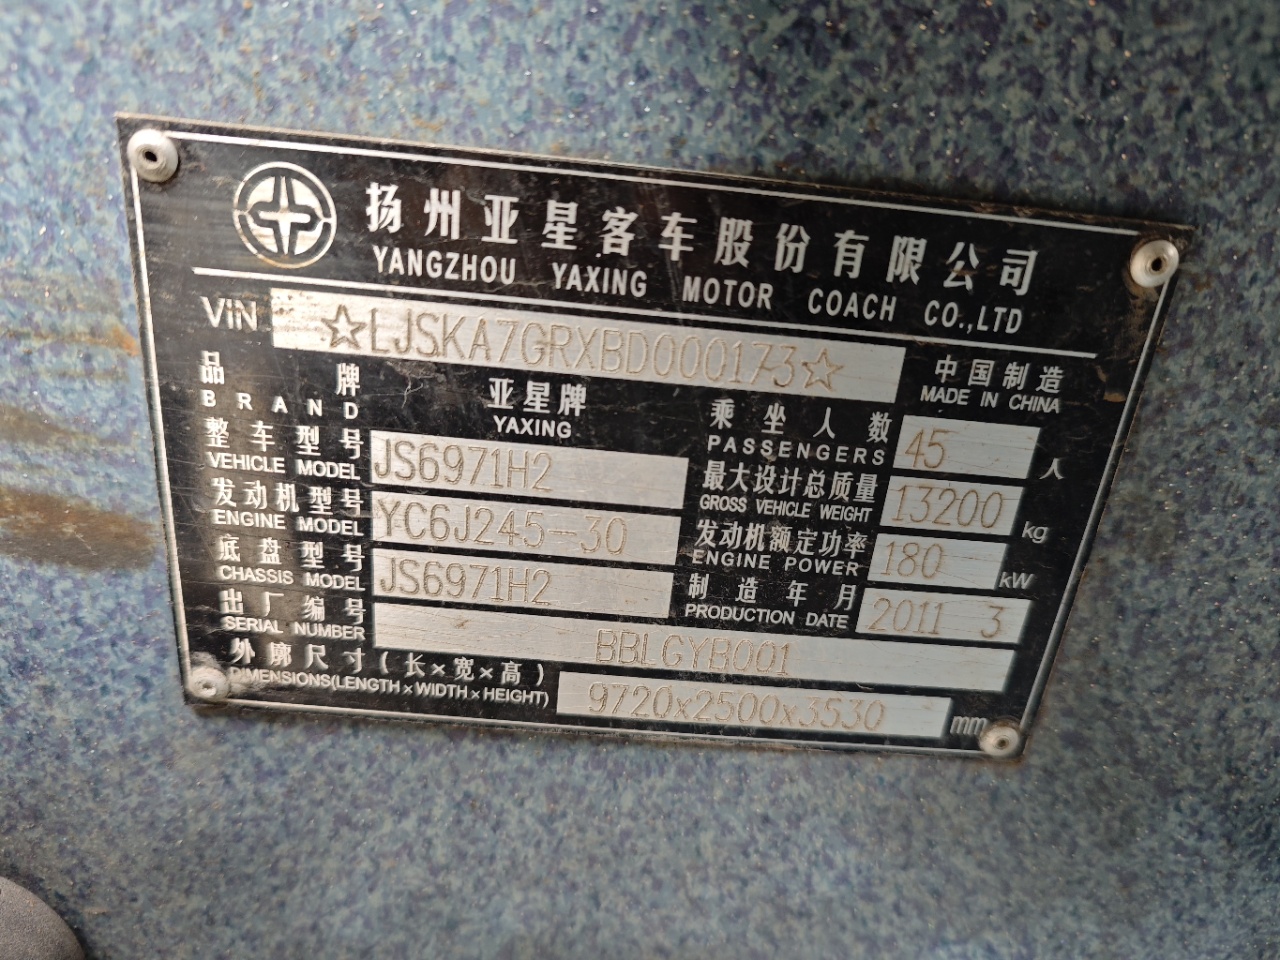 扬州亚星客车股份有限公司
YANGZHOU YAXING MOTOR COACH CO.,LTD
ViN ☆LJSKA7GRXBD000173☆
中国制造
MADE IN CHINA
品牌 亚星牌
BRAND YAXING
乘坐人数 45 人
PASSENGERS
整车型号 JS6971H2
VEHICLE MODEL
最大设计总质量 13200 kg
GROSS VEHICLE WEIGHT
发动机型号 YC6J245-30
ENGINE MODEL
发动机额定功率 180 kW
ENGINE POWER
底盘型号 JS6971H2
CHASSIS MODEL
制造年月 2011 3
PRODUCTION DATE
出厂编号 BBLGYB001
SERIAL NUMBER
外廓尺寸(长×宽×高) 9720x2500x3530 mm
DIMENSIONS(LENGTH×WIDTH×HEIGHT)